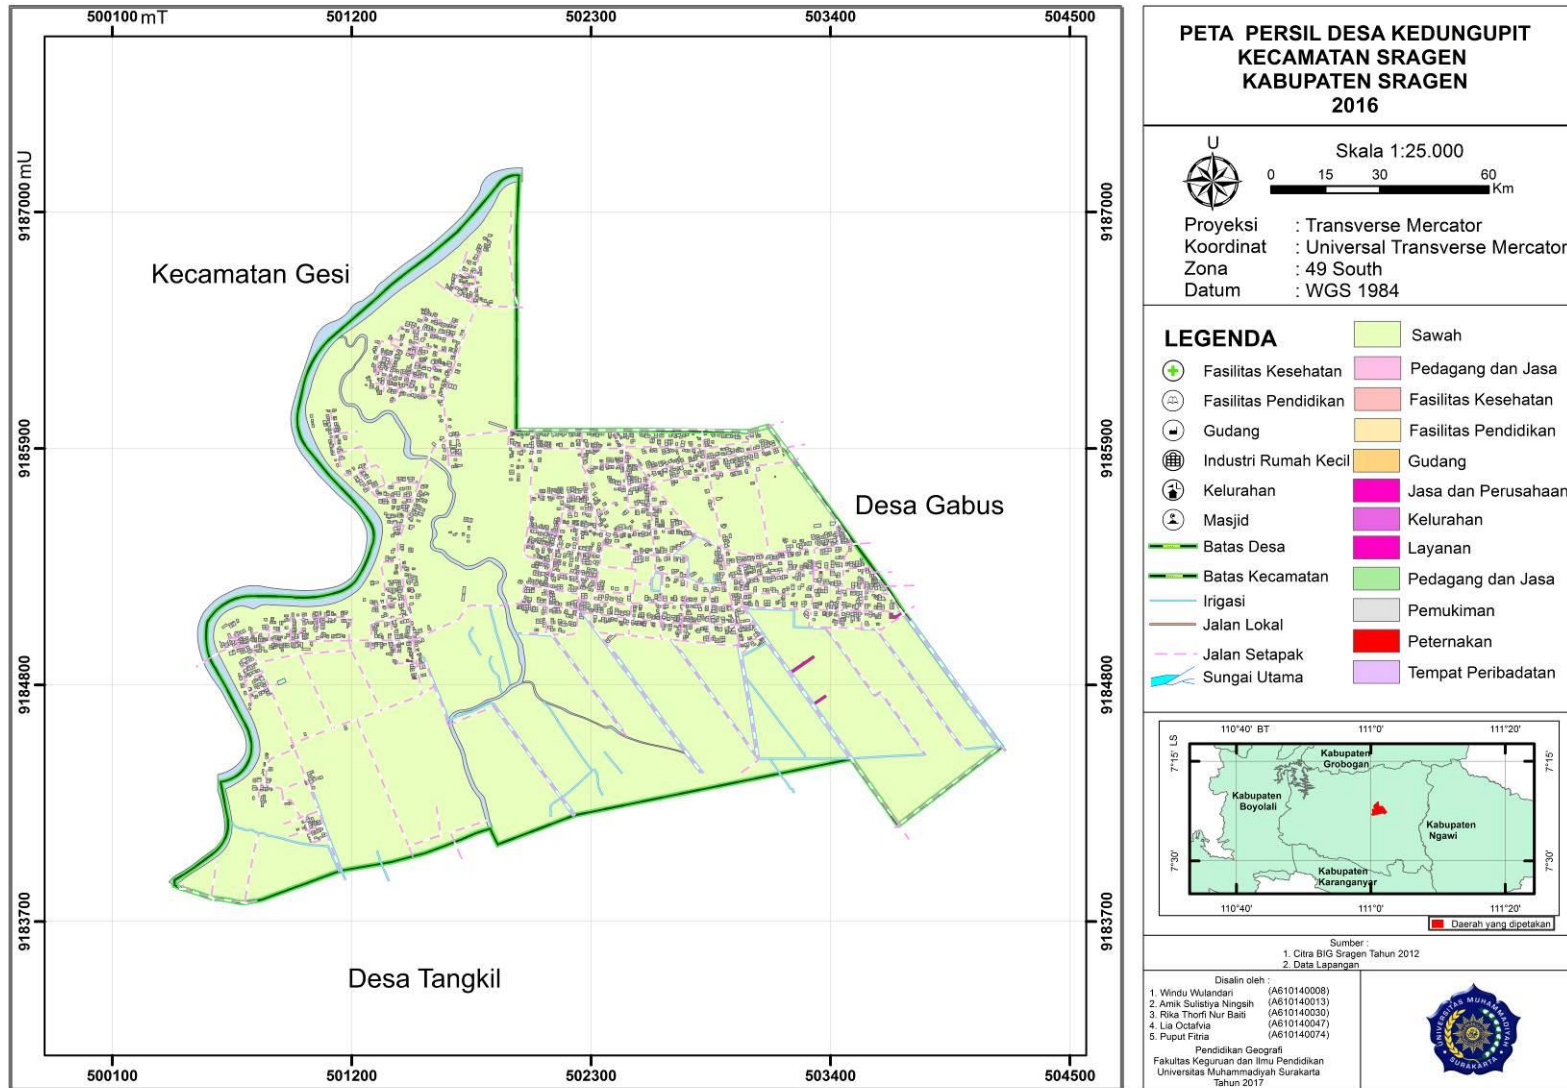 500100 mT
501200
502300
503400
504500
9187000 mU
9185900
9184800
9183700
9187000
9185900
9184800
9183700
500100
501200
502300
503400
504500
Kecamatan Gesi
Desa Gabus
Desa Tangkil
PETA PERSIL DESA KEDUNGUPIT
KECAMATAN SRAGEN
KABUPATEN SRAGEN
2016
U
Skala 1:25.000
0 15 30 60
Km
Proyeksi : Transverse Mercator
Koordinat : Universal Transverse Mercator
Zona : 49 South
Datum : WGS 1984
LEGENDA
Fasilitas Kesehatan
Fasilitas Pendidikan
Gudang
Industri Rumah Kecil
Kelurahan
Masjid
Batas Desa
Batas Kecamatan
Irigasi
Jalan Lokal
Jalan Setapak
Sungai Utama
Sawah
Pedagang dan Jasa
Fasilitas Kesehatan
Fasilitas Pendidikan
Gudang
Jasa dan Perusahaan
Kelurahan
Layanan
Pedagang dan Jasa
Pemukiman
Peternakan
Tempat Peribadatan
110°40' BT 111°0' 111°20'
7°15' LS
7°30'
7°15'
7°30'
Kabupaten
Grobogan
Kabupaten
Boyolali
Kabupaten
Ngawi
Kabupaten
Karanganyar
110°40' 111°0' 111°20'
Daerah yang dipetakan
Sumber :
1. Citra BIG Sragen Tahun 2012
2. Data Lapangan
Disalin oleh :
1. Windu Wulandari (A610140008)
2. Amik Sulistiya Ningsih (A610140013)
3. Rika Thorfi Nur Baiti (A610140030)
4. Lia Octafvia (A610140047)
5. Puput Fitria (A610140074)
Pendidikan Geografi
Fakultas Keguruan dan Ilmu Pendidikan
Universitas Muhammadiyah Surakarta
Tahun 2017
UNIVERSITAS MUHAMMADIYAH
SURAKARTA